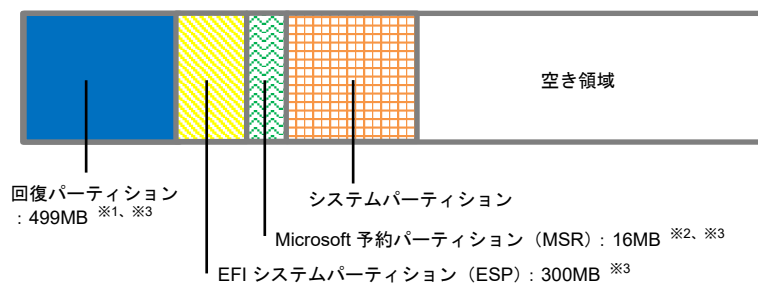 空き領域
回復パーティション
：499MB ※1、※3
システムパーティション
Microsoft 予約パーティション（MSR）：16MB ※2、※3
EFI システムパーティション（ESP）：300MB ※3